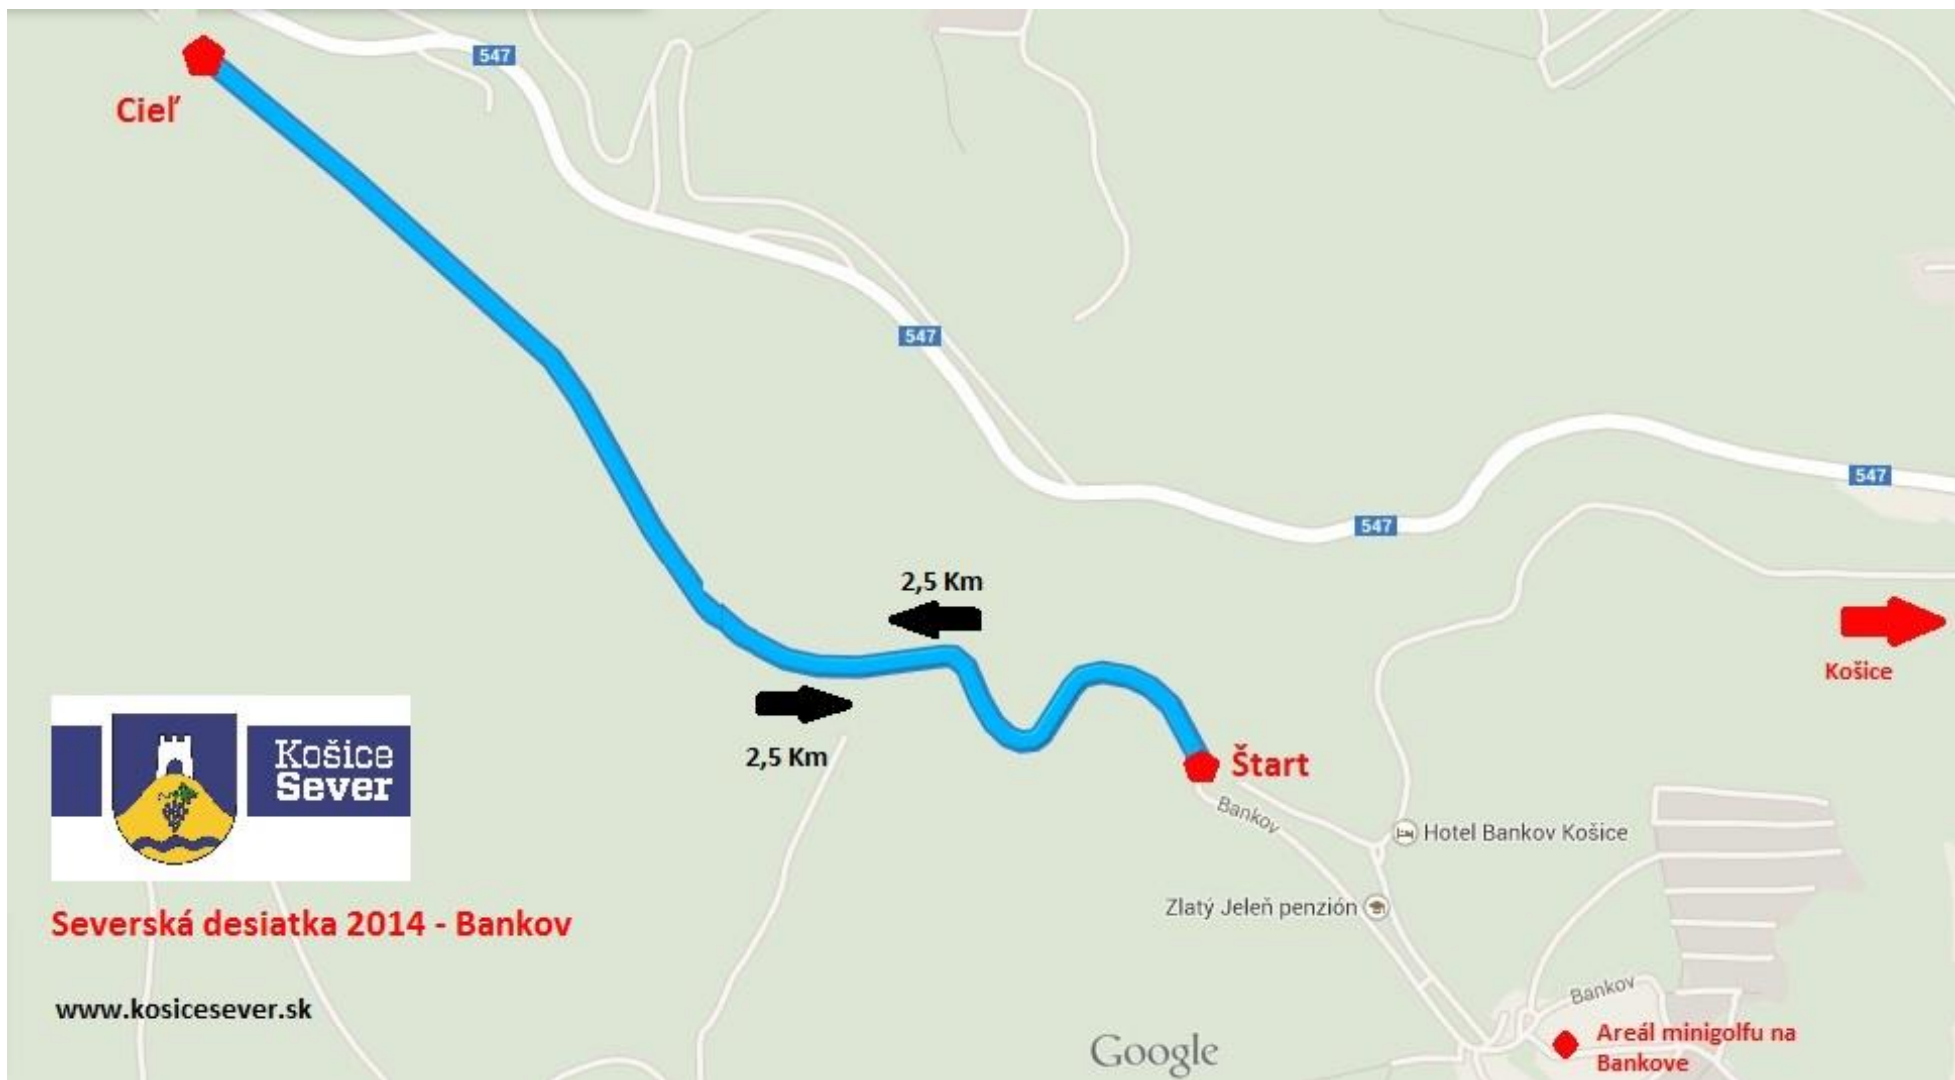 547
Cieľ
547
547
547
2,5 Km
Košice
2,5 Km
Štart
Košice
Sever
Bankov
Hotel Bankov Košice
Zlatý Jeleň penzión
Severská desiatka 2014 - Bankov
www.kosicesever.sk
Bankov
Google
Areál minigolfu na
Bankove